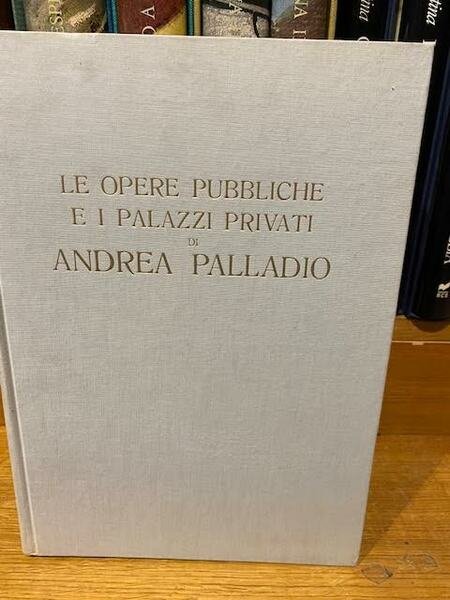 LE OPERE PUBBLICHE
E I PALAZZI PRIVATI
DI
ANDREA PALLADIO